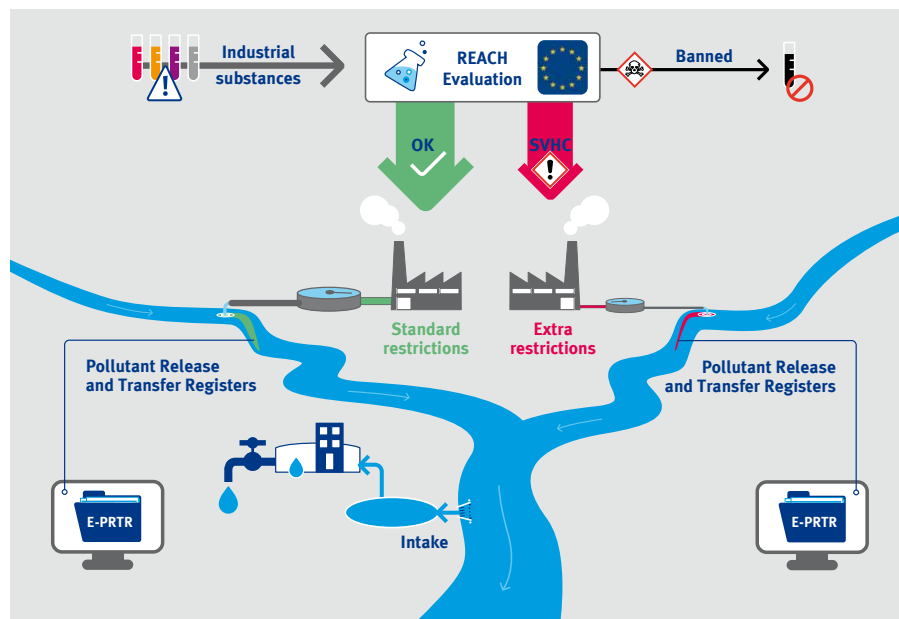 Industrial
substances
REACH
Evaluation
Banned
OK
SVHC
Standard
restrictions
Extra
restrictions
Pollutant Release
and Transfer Registers
Pollutant Release
and Transfer Registers
E-PRTR
E-PRTR
Intake